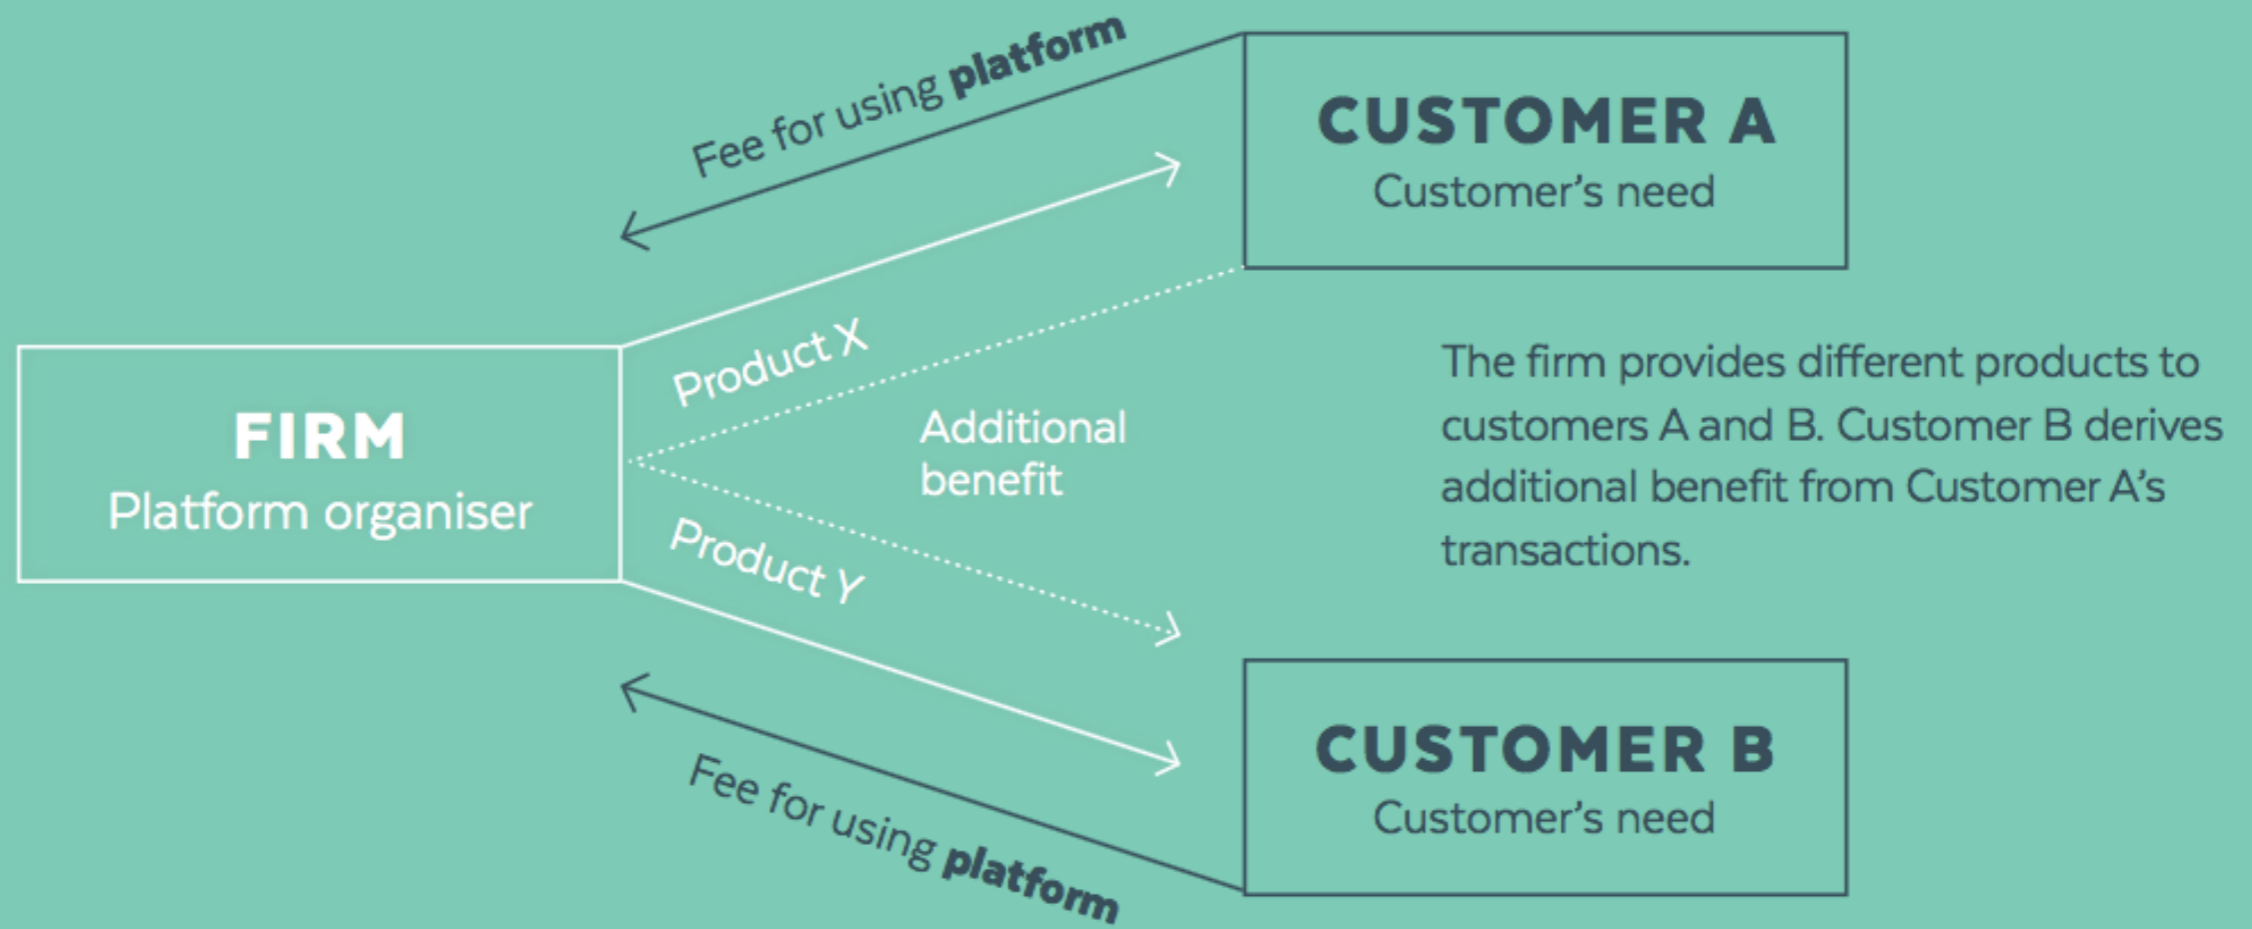 Fee for using platform
CUSTOMER A
Customer's need
Product X
FIRM
Platform organiser
Additional
benefit
The firm provides different products to
customers A and B. Customer B derives
additional benefit from Customer A's
transactions.
Product Y
CUSTOMER B
Customer's need
Fee for using platform